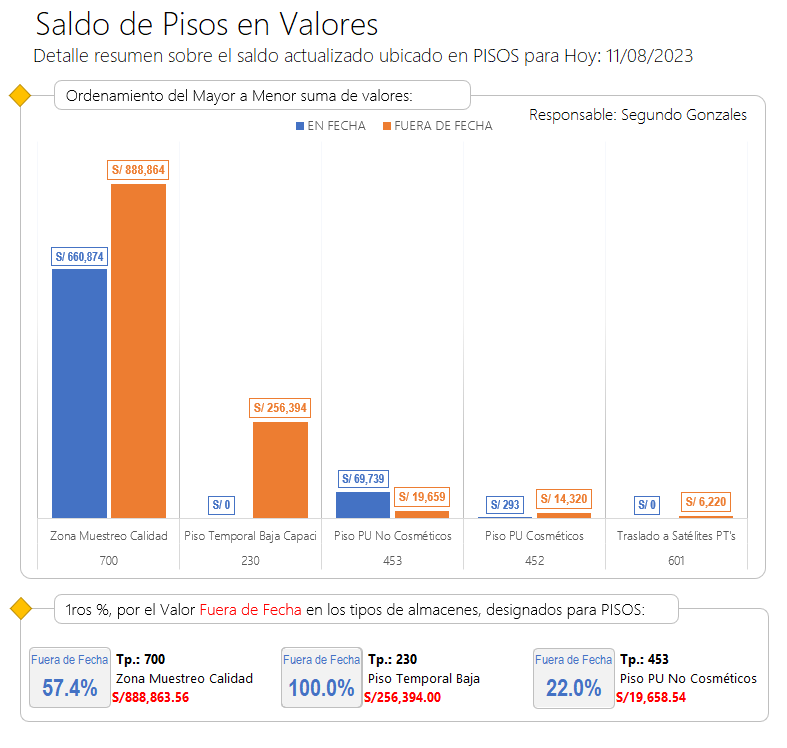 Saldo de Pisos en Valores
Detalle resumen sobre el saldo actualizado ubicado en PISOS para Hoy: 11/08/2023
Ordenamiento del Mayor a Menor suma de valores:
Responsable: Segundo Gonzales
EN FECHA FUERA DE FECHA
S/ 888,864
S/ 660,874
S/ 256,394
S/ 0
S/ 69,739
S/ 19,659
S/ 293
S/ 14,320
S/ 0
S/ 6,220
Zona Muestreo Calidad Piso Temporal Baja Capaci Piso PU No Cosméticos Piso PU Cosméticos Traslado a Satélites PT's
700 230 453 452 601
1ros %, por el Valor Fuera de Fecha en los tipos de almacenes, designados para PISOS:
Fuera de Fecha
57.4%
Tp.: 700
Zona Muestreo Calidad
S/888,863.56
Fuera de Fecha
100.0%
Tp.: 230
Piso Temporal Baja
S/256,394.00
Fuera de Fecha
22.0%
Tp.: 453
Piso PU No Cosméticos
S/19,658.54